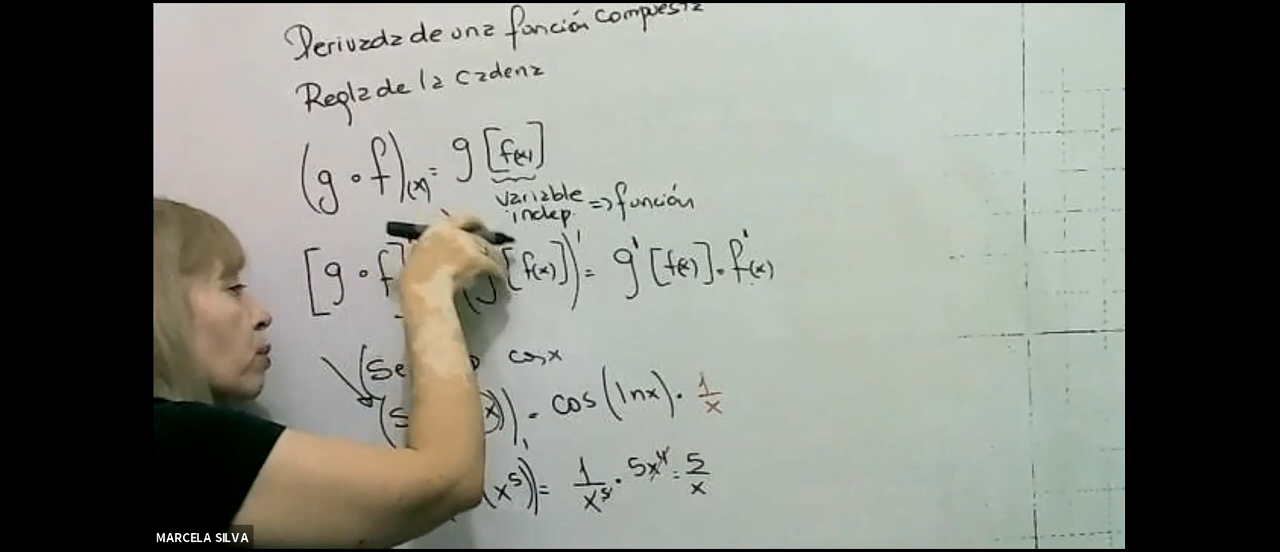 Derivada de una función compuesta
Regla de la cadena
(g ∘ f)(x) = g [f(x)]
variable
indep. => función
[g ∘ f] [f(x)])' = g' [f(x)] . f'(x)
(Se cos x
(s x))' = cos (ln x) . 1/x
(x⁵))' = 1/x⁵ . 5x⁴ = 5/x
MARCELA SILVA